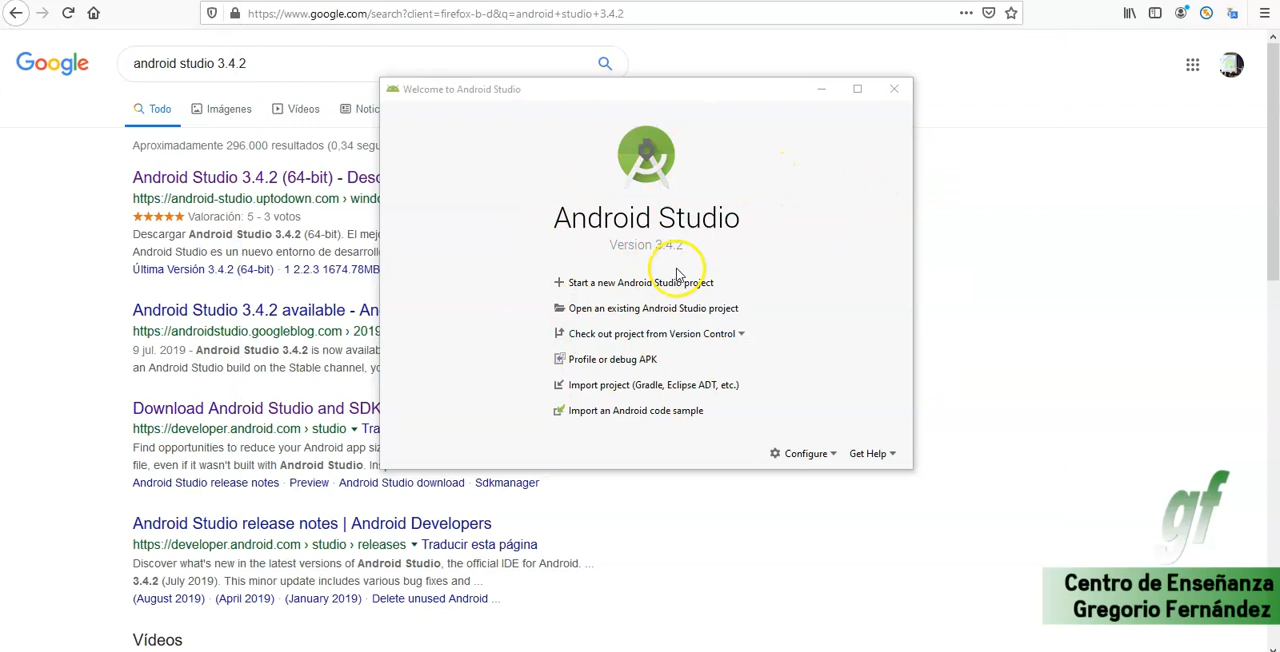 https://www.google.com/search?client=firefox-b-d&q=android+studio+3.4.2
Google
android studio 3.4.2
Todo
Imágenes
Vídeos
Notic
Aproximadamente 296.000 resultados (0,34 seg
Android Studio 3.4.2 (64-bit) - Desc
https://android-studio.uptodown.com › windo
Valoración: 5 - 3 votos
Descargar Android Studio 3.4.2 (64-bit). El mejo
Android Studio es un nuevo entorno de desarroll
Última Versión 3.4.2 (64-bit) · 1 2.2.3 1674.78MB
Android Studio 3.4.2 available - An
https://androidstudio.googleblog.com › 2019
9 jul. 2019 - Android Studio 3.4.2 is now availab
an Android Studio build on the Stable channel, yo
Download Android Studio and SDK
https://developer.android.com › studio ▾ Tra
Find opportunities to reduce your Android app siz
file, even if it wasn't built with Android Studio. In
Android Studio release notes · Preview · Android Studio download · Sdkmanager
Android Studio release notes | Android Developers
https://developer.android.com › studio › releases ▾ Traducir esta página
Discover what's new in the latest versions of Android Studio, the official IDE for Android. ...
3.4.2 (July 2019). This minor update includes various bug fixes and ...
(August 2019) · (April 2019) · (January 2019) · Delete unused Android ...
Vídeos
Welcome to Android Studio
Android Studio
Version 3.4.2
Start a new Android Studio project
Open an existing Android Studio project
Check out project from Version Control
Profile or debug APK
Import project (Gradle, Eclipse ADT, etc.)
Import an Android code sample
Configure
Get Help
gf
Centro de Enseñanza
Gregorio Fernández